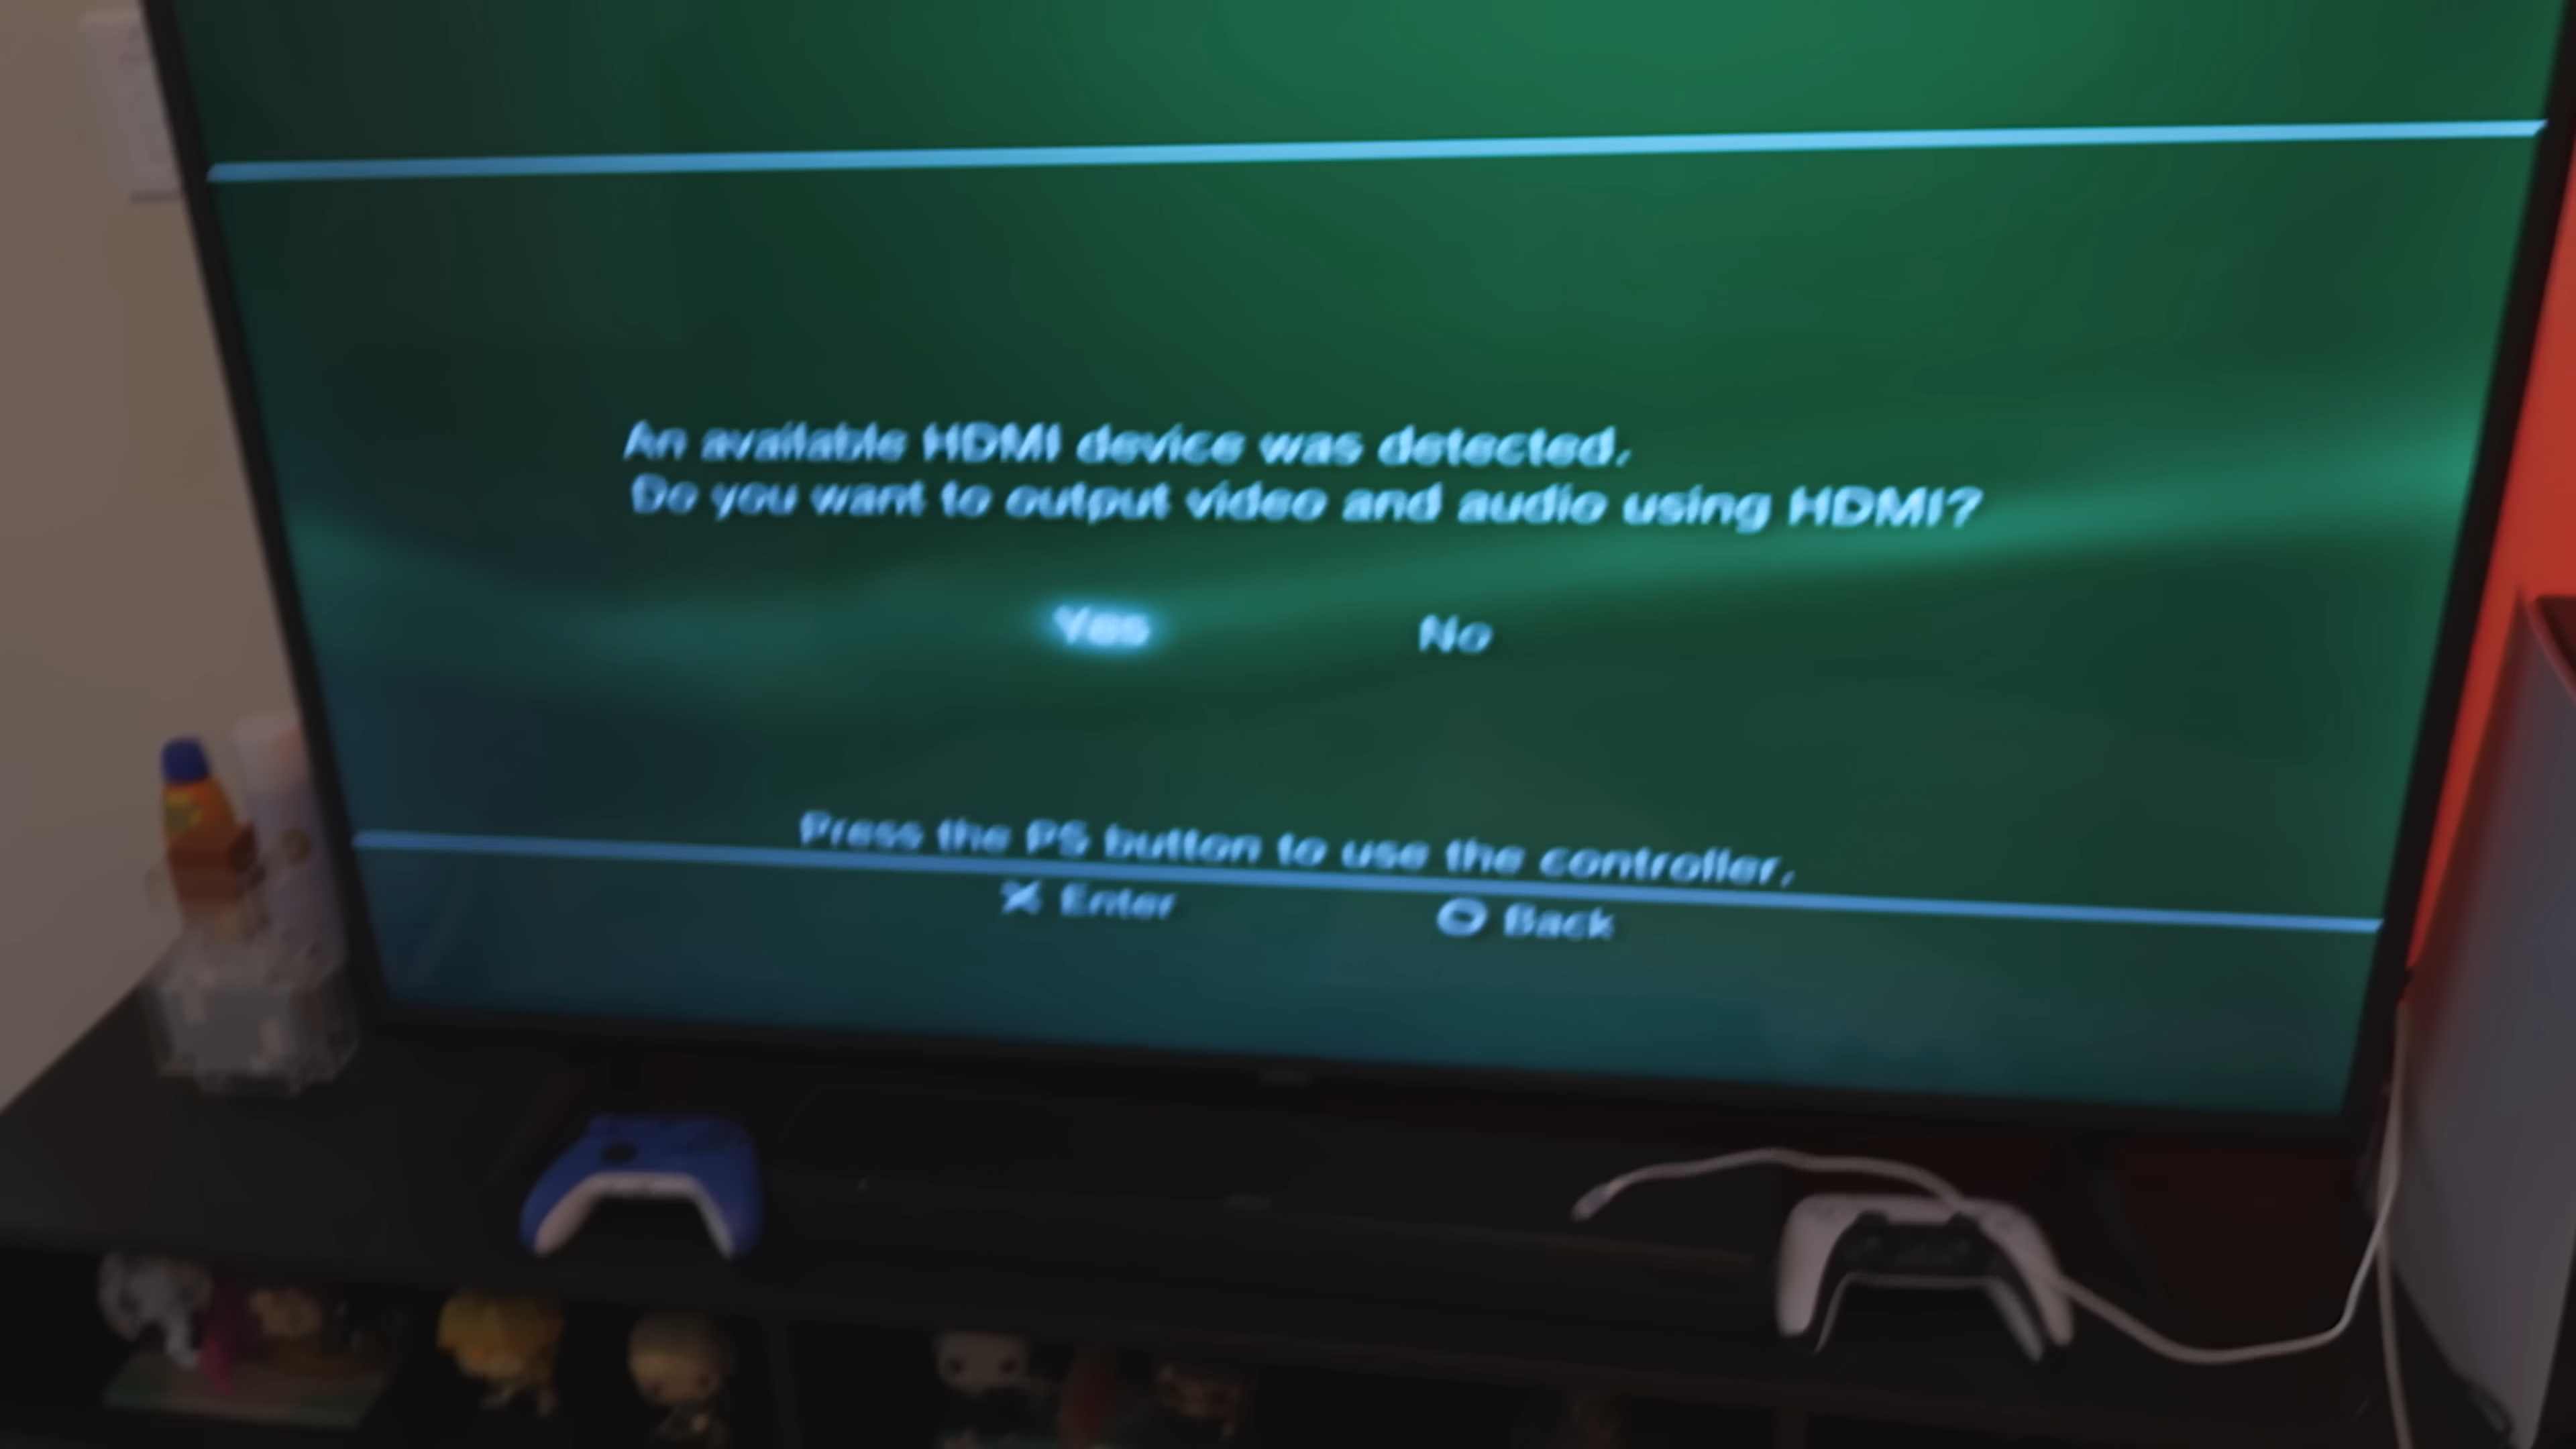 An available HDMI device was detected.
Do you want to output video and audio using HDMI?
Yes No
Press the PS button to use the controller.
X Enter O Back